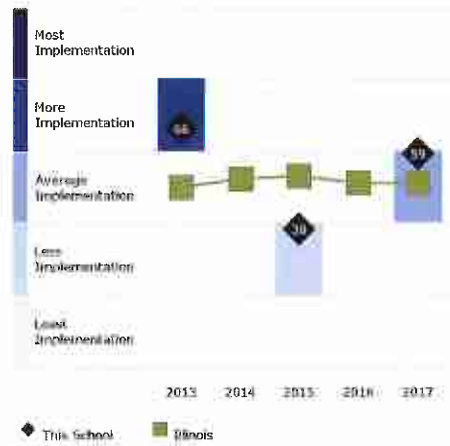 Most
Implementation
More
Implementation
66
59
Average
Implementation
38
Less
Implementation
Least
Implementation
2013 2014 2015 2016 2017
This School Illinois